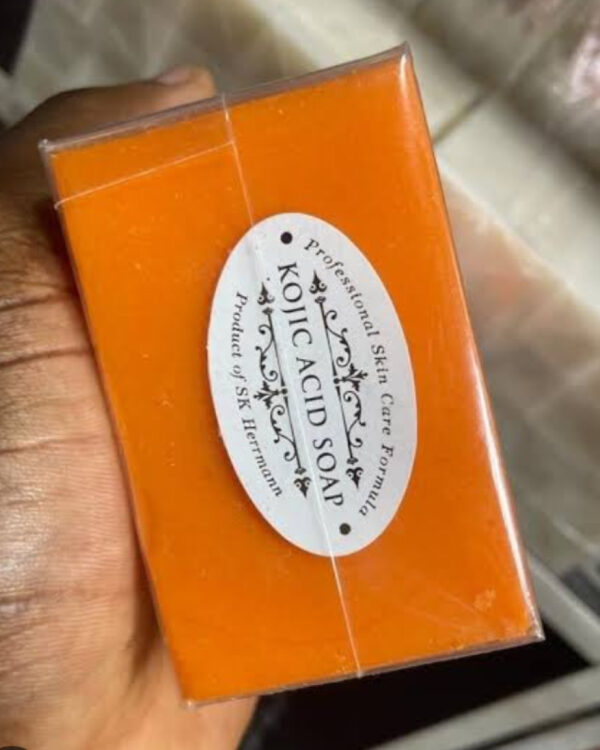 Professional Skin Care Formula
KOJIC ACID SOAP
Product of SK Herrmann